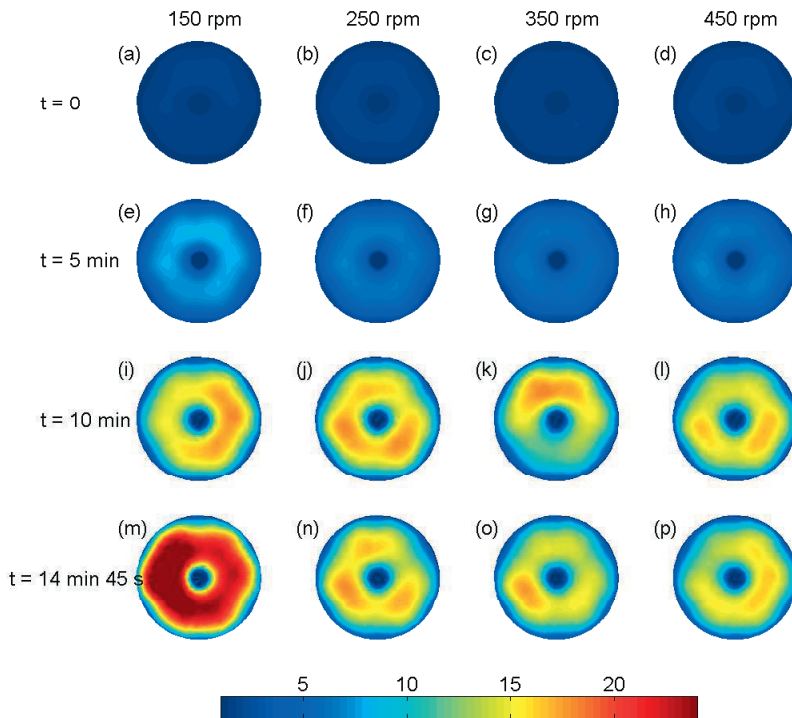 150 rpm 250 rpm 350 rpm 450 rpm
(a) (b) (c) (d)
t = 0
(e) (f) (g) (h)
t = 5 min
(i) (j) (k) (l)
t = 10 min
(m) (n) (o) (p)
t = 14 min 45 s
5 10 15 20